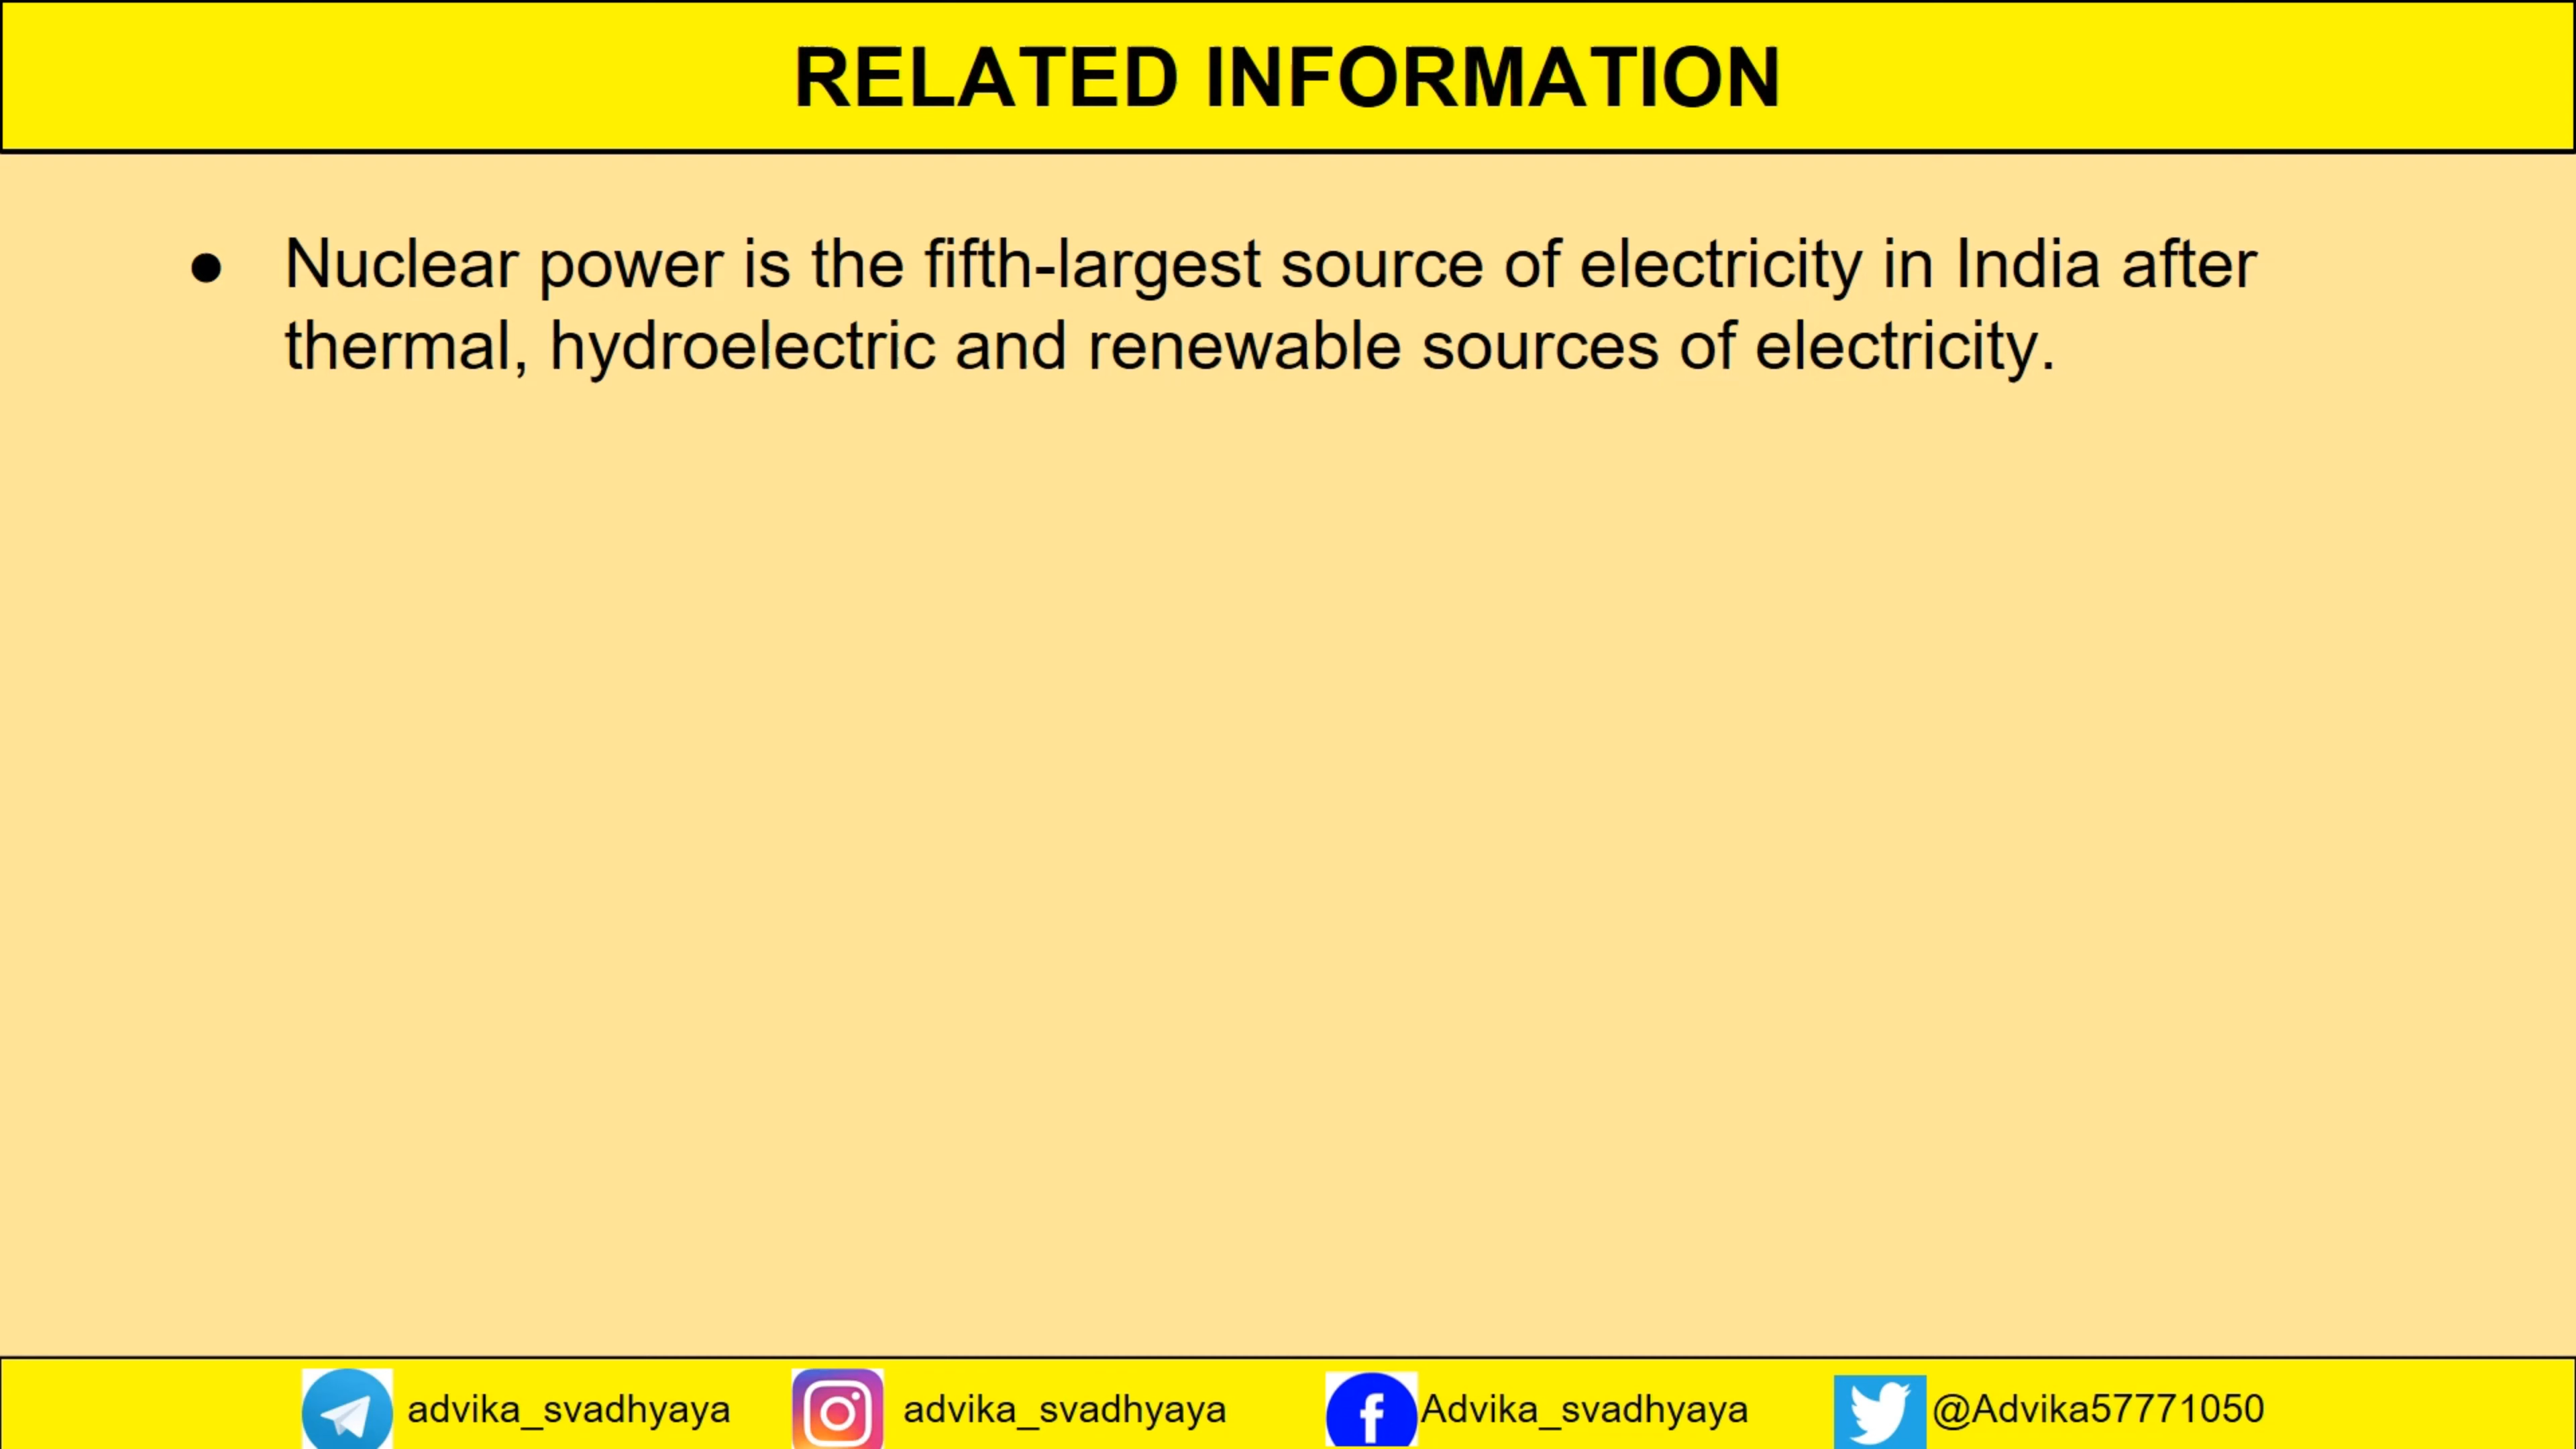 RELATED INFORMATION
● Nuclear power is the fifth-largest source of electricity in India after
thermal, hydroelectric and renewable sources of electricity.
advika_svadhyaya advika_svadhyaya Advika_svadhyaya @Advika57771050